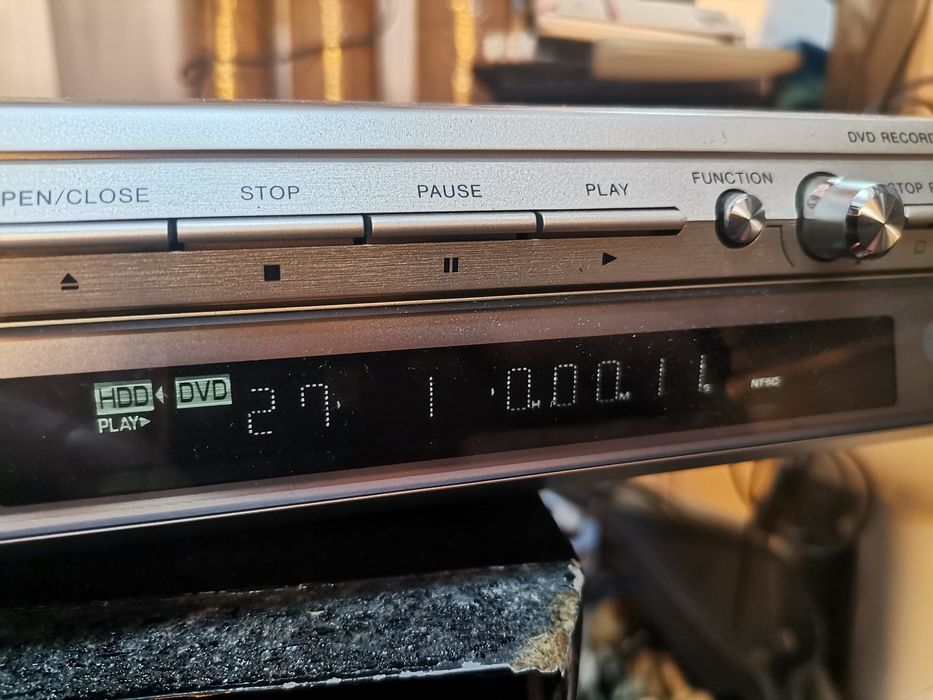 DVD RECORD
PEN/CLOSE STOP PAUSE PLAY FUNCTION STOP R
HDD DVD 27 1 0H00M11S NTSC
PLAY